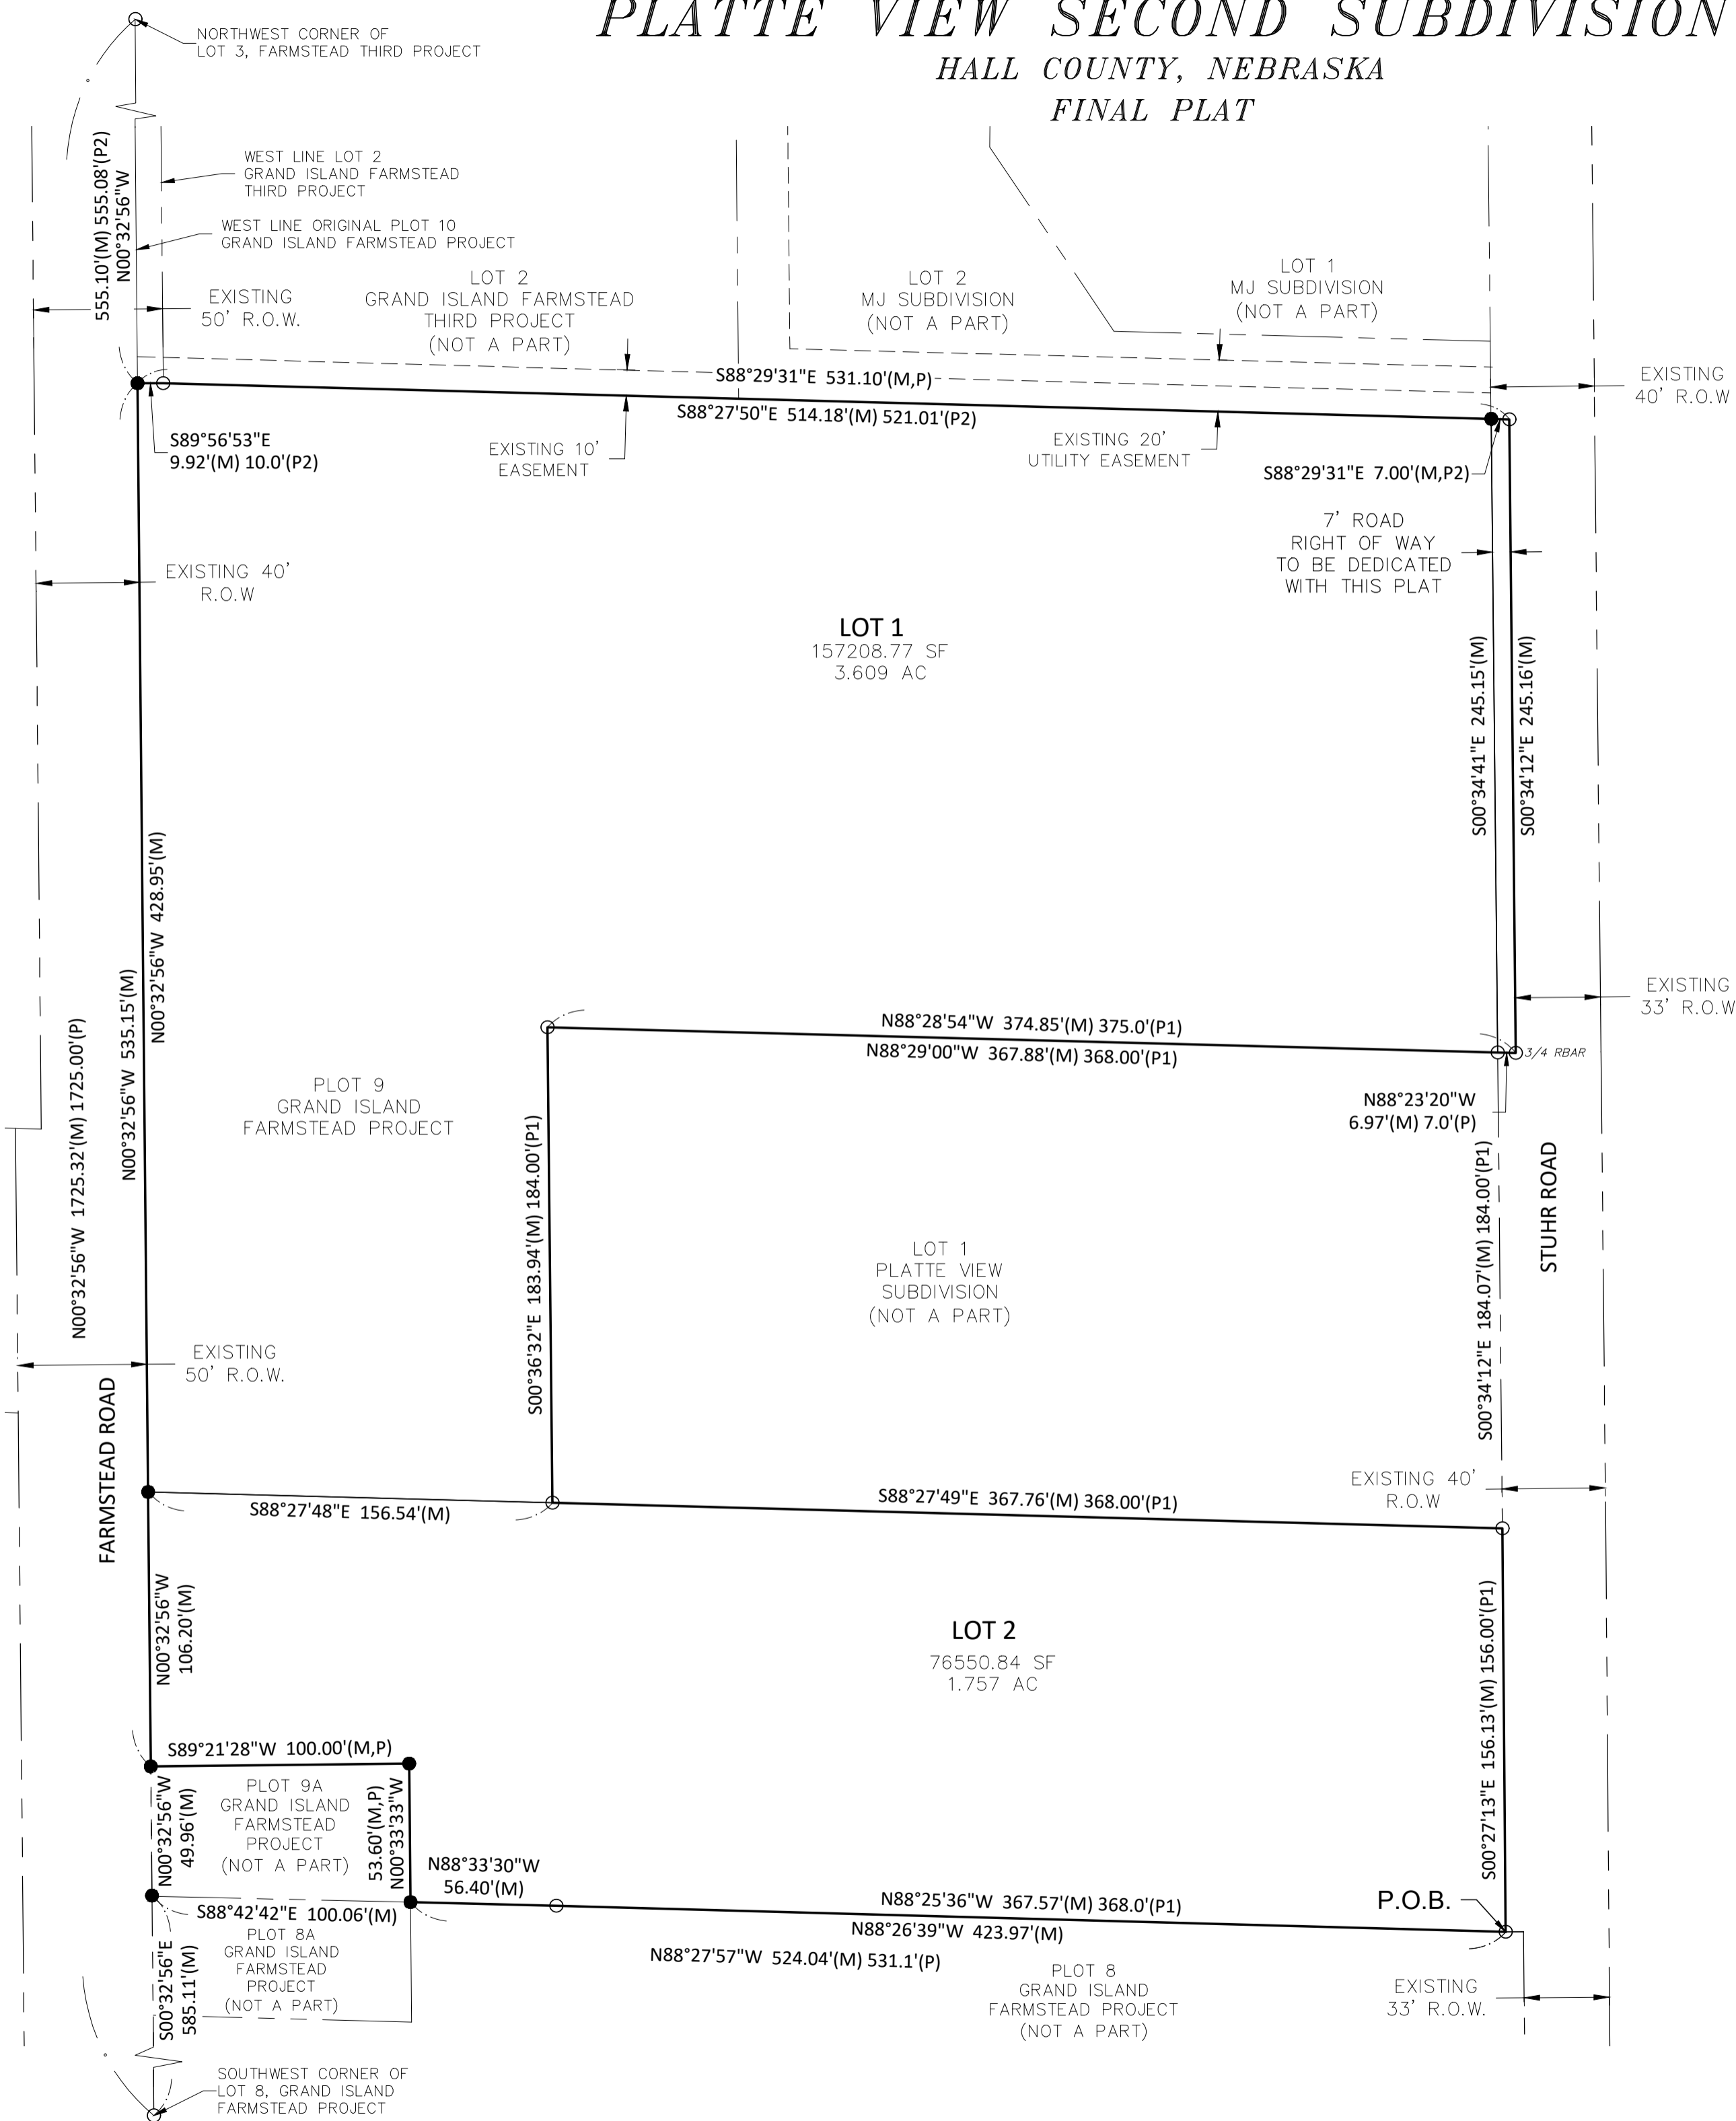 PLATTE VIEW SECOND SUBDIVISION
HALL COUNTY, NEBRASKA
FINAL PLAT
NORTHWEST CORNER OF
LOT 3, FARMSTEAD THIRD PROJECT
555.10'(M) 555.08'(P2)
N00°32'56"W
WEST LINE LOT 2
GRAND ISLAND FARMSTEAD
THIRD PROJECT
WEST LINE ORIGINAL PLOT 10
GRAND ISLAND FARMSTEAD PROJECT
EXISTING
50' R.O.W.
LOT 2
GRAND ISLAND FARMSTEAD
THIRD PROJECT
(NOT A PART)
LOT 2
MJ SUBDIVISION
(NOT A PART)
LOT 1
MJ SUBDIVISION
(NOT A PART)
S88°29'31"E 531.10'(M,P)
S88°27'50"E 514.18'(M) 521.01'(P2)
EXISTING
40' R.O.W
S89°56'53"E
9.92'(M) 10.0'(P2)
EXISTING 10'
EASEMENT
EXISTING 20'
UTILITY EASEMENT
S88°29'31"E 7.00'(M,P2)
7' ROAD
RIGHT OF WAY
TO BE DEDICATED
WITH THIS PLAT
EXISTING 40'
R.O.W
LOT 1
157208.77 SF
3.609 AC
S00°34'41"E 245.15'(M)
S00°34'12"E 245.16'(M)
N00°32'56"W 428.95'(M)
N00°32'56"W 535.15'(M)
N00°32'56"W 1725.32'(M) 1725.00'(P)
EXISTING
33' R.O.W
N88°28'54"W 374.85'(M) 375.0'(P1)
N88°29'00"W 367.88'(M) 368.00'(P1)
3/4 RBAR
N88°23'20"W
6.97'(M) 7.0'(P)
PLOT 9
GRAND ISLAND
FARMSTEAD PROJECT
S00°36'32"E 183.94'(M) 184.00'(P1)
LOT 1
PLATTE VIEW
SUBDIVISION
(NOT A PART)
S00°34'12"E 184.07'(M) 184.00'(P1)
STUHR ROAD
EXISTING
50' R.O.W.
FARMSTEAD ROAD
S88°27'48"E 156.54'(M)
S88°27'49"E 367.76'(M) 368.00'(P1)
EXISTING 40'
R.O.W
N00°32'56"W
106.20'(M)
LOT 2
76550.84 SF
1.757 AC
S00°27'13"E 156.13'(M) 156.00'(P1)
S89°21'28"W 100.00'(M,P)
N00°32'56"W
49.96'(M)
PLOT 9A
GRAND ISLAND
FARMSTEAD
PROJECT
(NOT A PART)
53.60'(M,P)
N00°33'33"W
N88°33'30"W
56.40'(M)
N88°25'36"W 367.57'(M) 368.0'(P1)
P.O.B.
N88°26'39"W 423.97'(M)
N88°27'57"W 524.04'(M) 531.1'(P)
S88°42'42"E 100.06'(M)
PLOT 8A
GRAND ISLAND
FARMSTEAD
PROJECT
(NOT A PART)
S00°32'56"E
585.11'(M)
PLOT 8
GRAND ISLAND
FARMSTEAD PROJECT
(NOT A PART)
EXISTING
33' R.O.W.
SOUTHWEST CORNER OF
LOT 8, GRAND ISLAND
FARMSTEAD PROJECT